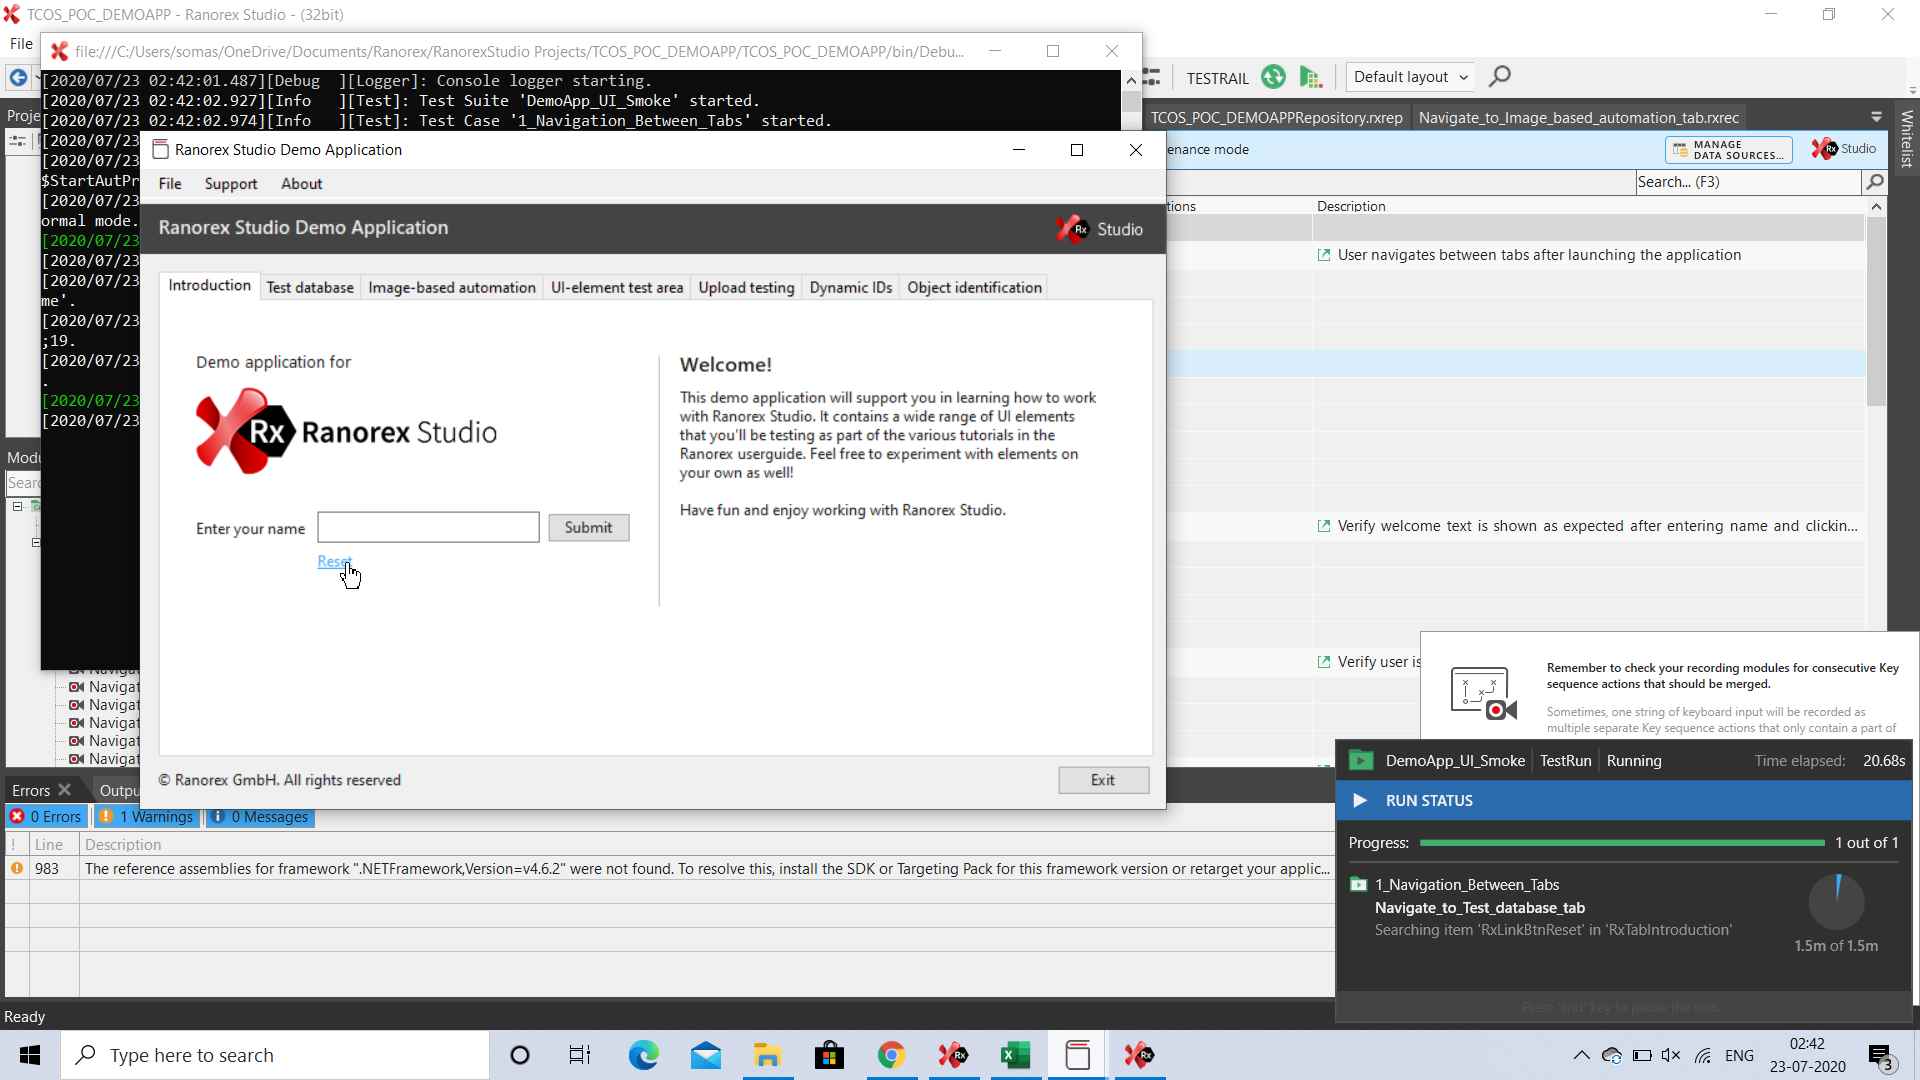 TCOS_POC_DEMOAPP - Ranorex Studio - (32bit)
File
file:///C:/Users/somas/OneDrive/Documents/Ranorex/RanorexStudio Projects/TCOS_POC_DEMOAPP/TCOS_POC_DEMOAPP/bin/Debu...
[2020/07/23 02:42:01.487][Debug  ][Logger]: Console logger starting.
[2020/07/23 02:42:02.927][Info   ][Test]: Test Suite 'DemoApp_UI_Smoke' started.
[2020/07/23 02:42:02.974][Info   ][Test]: Test Case '1_Navigation_Between_Tabs' started.
[2020/07/23
[2020/07/23
$StartAutPr
[2020/07/23
ormal mode.
[2020/07/23
[2020/07/23
[2020/07/23
me'.
[2020/07/23
;19.
[2020/07/23
.
[2020/07/23
[2020/07/23
TESTRAIL
Default layout
Proje
TCOS_POC_DEMOAPPRepository.rxrep
Navigate_to_Image_based_automation_tab.rxrec
Whitelist
enance mode
MANAGE
DATA SOURCES...
Rx Studio
Search... (F3)
tions
Description
User navigates between tabs after launching the application
Verify welcome text is shown as expected after entering name and clickin...
Verify user is
Ranorex Studio Demo Application
File Support About
Ranorex Studio Demo Application
Rx Studio
Introduction
Test database
Image-based automation
UI-element test area
Upload testing
Dynamic IDs
Object identification
Demo application for
Rx Ranorex Studio
Enter your name
Submit
Reset
Welcome!
This demo application will support you in learning how to work
with Ranorex Studio. It contains a wide range of UI elements
that you'll be testing as part of the various tutorials in the
Ranorex userguide. Feel free to experiment with elements on
your own as well!
Have fun and enjoy working with Ranorex Studio.
© Ranorex GmbH. All rights reserved
Exit
Modu
Searc
Navigat
Navigat
Navigat
Navigat
Navigat
Remember to check your recording modules for consecutive Key
sequence actions that should be merged.
Sometimes, one string of keyboard input will be recorded as
multiple separate Key sequence actions that only contain a part of
DemoApp_UI_Smoke TestRun Running Time elapsed: 20.68s
RUN STATUS
Progress: 1 out of 1
1_Navigation_Between_Tabs
Navigate_to_Test_database_tab
Searching item 'RxLinkBtnReset' in 'RxTabIntroduction'
1.5m of 1.5m
Errors
Outpu
0 Errors
1 Warnings
0 Messages
! Line Description
983 The reference assemblies for framework ".NETFramework,Version=v4.6.2" were not found. To resolve this, install the SDK or Targeting Pack for this framework version or retarget your applic...
Ready
Type here to search
ENG
02:42
23-07-2020
3